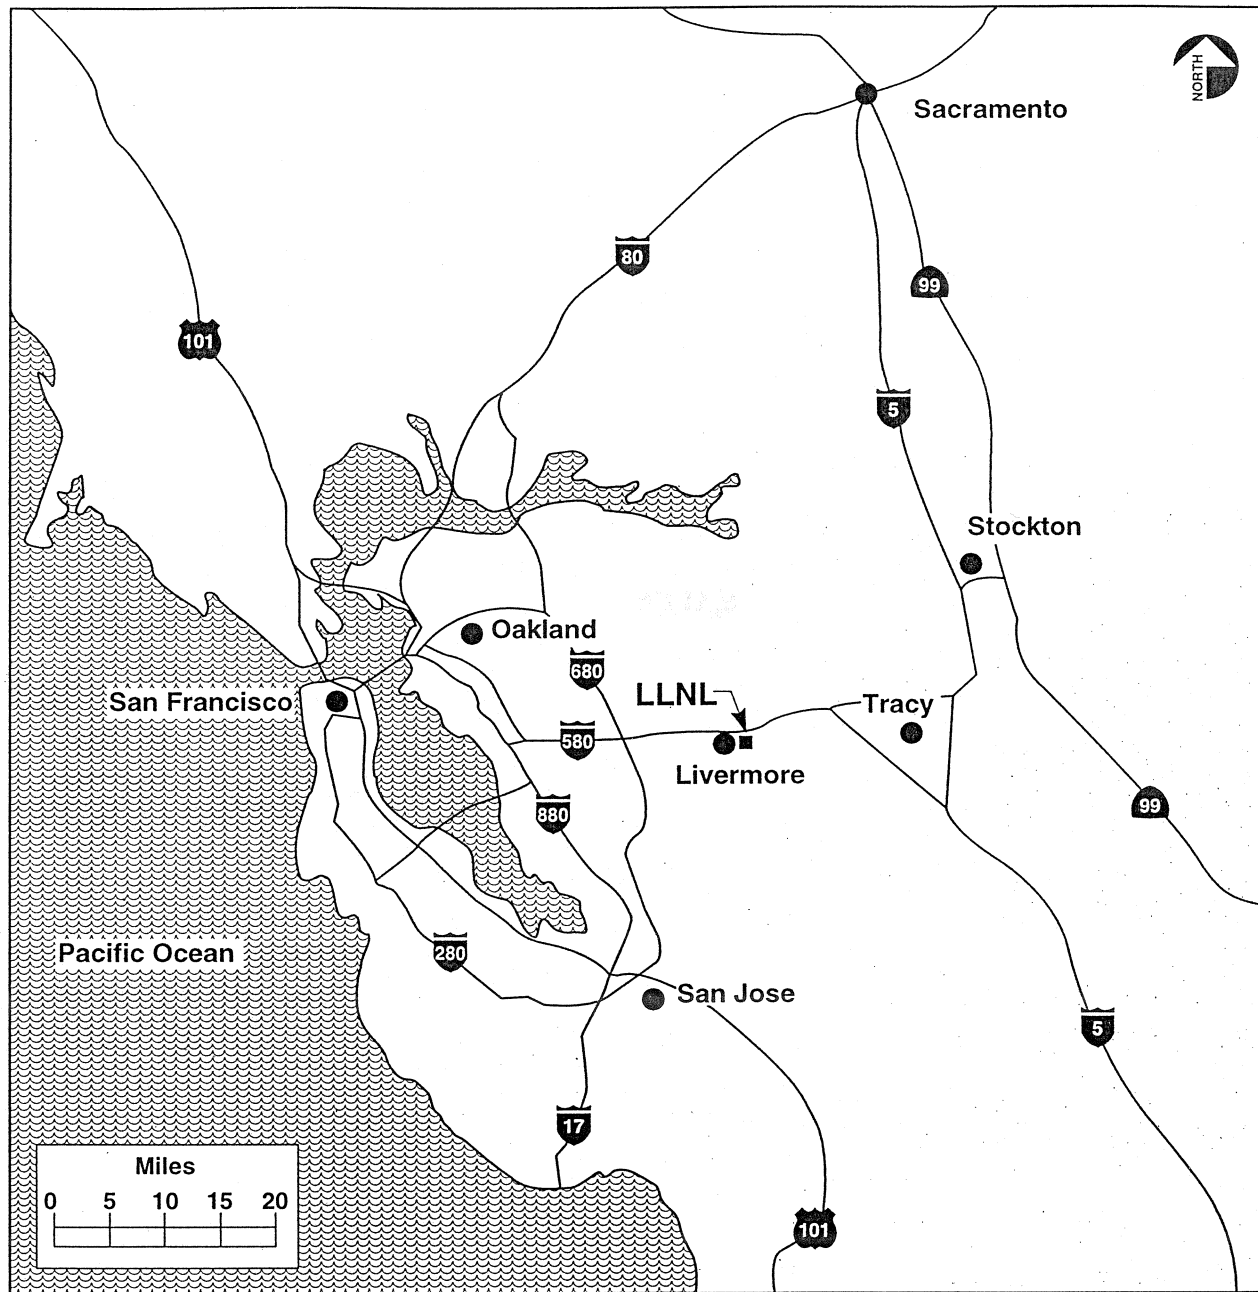 NORTH
Sacramento
80
99
101
5
Stockton
Oakland
680
LLNL
San Francisco
Tracy
580
Livermore
880
99
Pacific Ocean
280
San Jose
5
17
Miles
0 5 10 15 20
101